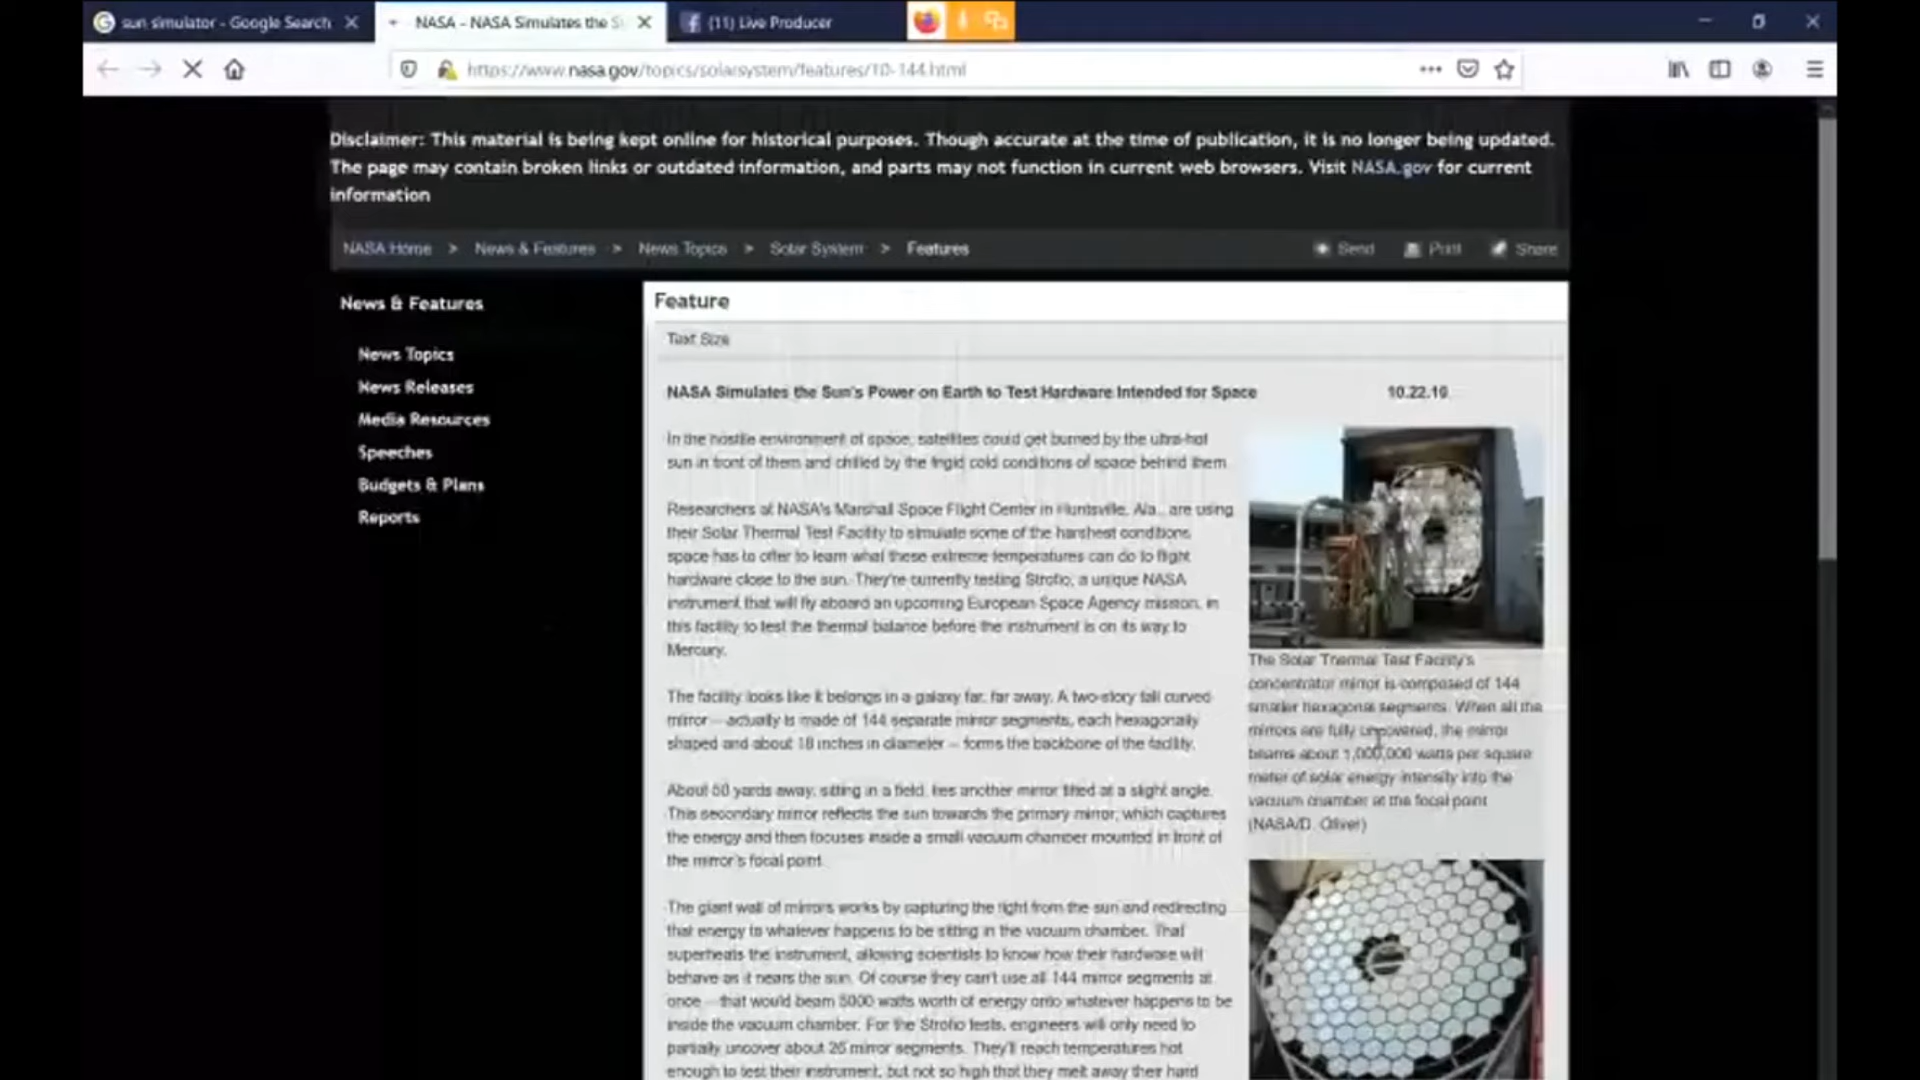 sun simulator - Google Search
NASA - NASA Simulates the S
(11) Live Producer
https://www.nasa.gov/topics/solarsystem/features/10-144.html
Disclaimer: This material is being kept online for historical purposes. Though accurate at the time of publication, it is no longer being updated.
The page may contain broken links or outdated information, and parts may not function in current web browsers. Visit NASA.gov for current
information
NASA Home > News & Features > News Topics > Solar System > Features
Send Print Share
News & Features
News Topics
News Releases
Media Resources
Speeches
Budgets & Plans
Reports
Feature
Text Size
NASA Simulates the Sun's Power on Earth to Test Hardware Intended for Space
10.22.10
In the hostile environment of space, satellites could get burned by the ultra-hot
sun in front of them and chilled by the frigid cold conditions of space behind them.
Researchers at NASA's Marshall Space Flight Center in Huntsville, Ala., are using
their Solar Thermal Test Facility to simulate some of the harshest conditions
space has to offer to learn what these extreme temperatures can do to flight
hardware close to the sun. They're currently testing Strofio, a unique NASA
instrument that will fly aboard an upcoming European Space Agency mission, in
this facility to test the thermal balance before the instrument is on its way to
Mercury.
The facility looks like it belongs in a galaxy far, far away. A two-story tall curved
mirror -- actually is made of 144 separate mirror segments, each hexagonally
shaped and about 18 inches in diameter -- forms the backbone of the facility.
About 50 yards away, sitting in a field, lies another mirror tilted at a slight angle.
This secondary mirror reflects the sun towards the primary mirror, which captures
the energy and then focuses inside a small vacuum chamber mounted in front of
the mirror's focal point.
The giant wall of mirrors works by capturing the light from the sun and redirecting
that energy to whatever happens to be sitting in the vacuum chamber. That
superheats the instrument, allowing scientists to know how their hardware will
behave as it nears the sun. Of course they can't use all 144 mirror segments at
once -- that would beam 5000 watts worth of energy onto whatever happens to be
inside the vacuum chamber. For the Strofio tests, engineers will only need to
partially uncover about 26 mirror segments. They'll reach temperatures hot
enough to test their instrument, but not so high that they melt away their hard
The Solar Thermal Test Facility's
concentrator mirror is composed of 144
smaller hexagonal segments. When all the
mirrors are fully uncovered, the mirror
beams about 1,000,000 watts per square
meter of solar energy intensity into the
vacuum chamber at the focal point
(NASA/D. Oliver)